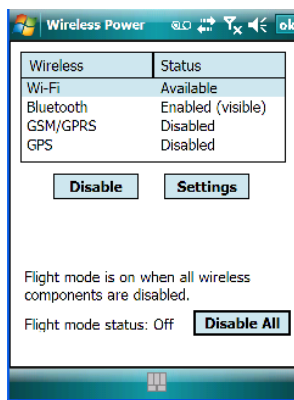 Wireless Power ok
Wireless Status
Wi-Fi Available
Bluetooth Enabled (visible)
GSM/GPRS Disabled
GPS Disabled
Disable Settings
Flight mode is on when all wireless
components are disabled.
Flight mode status: Off Disable All